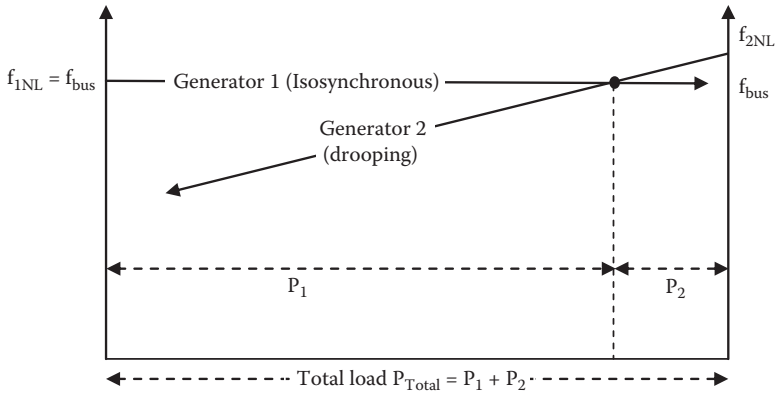 f2NL
f1NL = fbus
Generator 1 (Isosynchronous)
fbus
Generator 2
(drooping)
P1
P2
Total load PTotal = P1 + P2